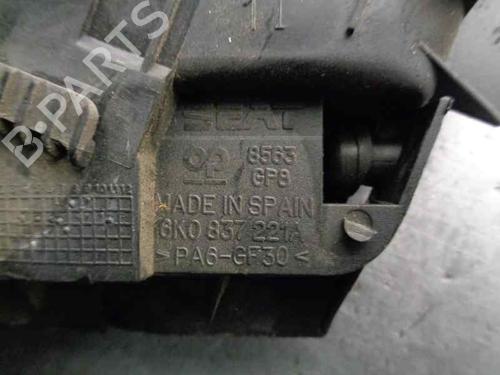 B-PARTS
SEAT
8563
GP8
MADE IN SPAIN
6K0 837 221A
>PA6-GF30<